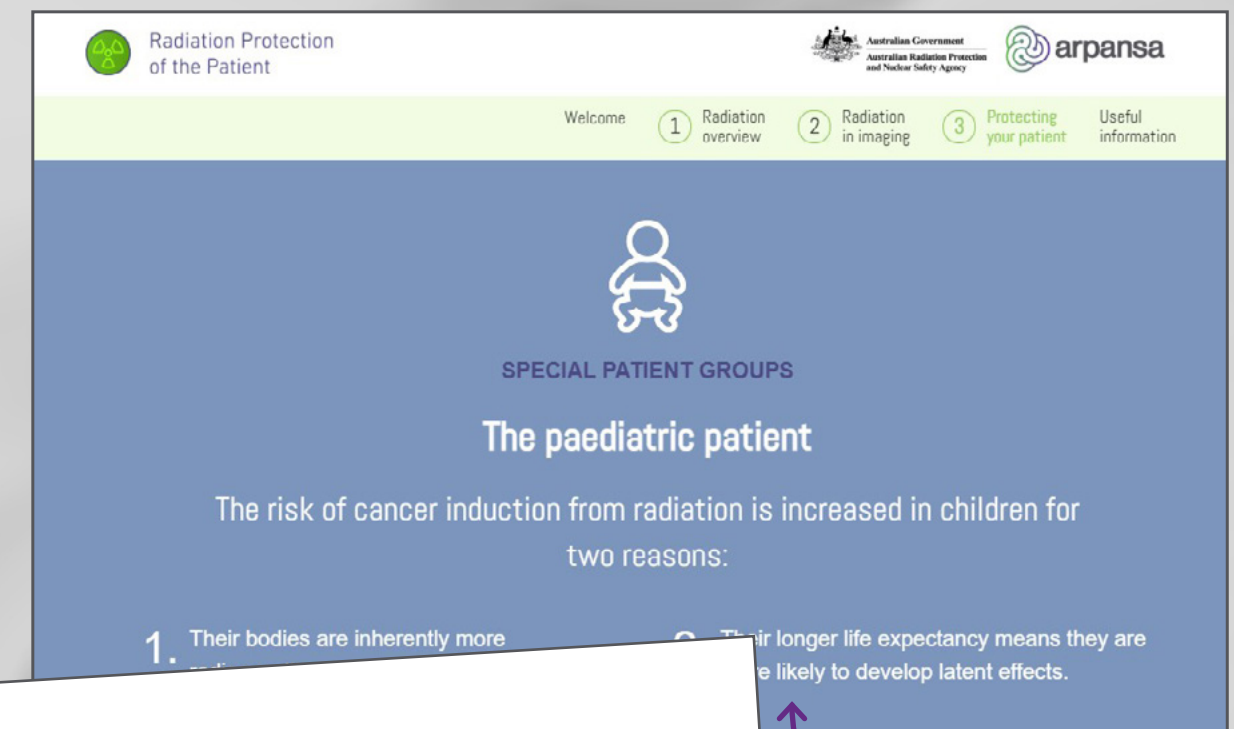 Radiation Protection
of the Patient
Australian Government
Australian Radiation Protection
and Nuclear Safety Agency
arpansa
Welcome
1 Radiation
overview
2 Radiation
in imaging
3 Protecting
your patient
Useful
information
SPECIAL PATIENT GROUPS
The paediatric patient
The risk of cancer induction from radiation is increased in children for
two reasons:
1. Their bodies are inherently more
Their longer life expectancy means they are
likely to develop latent effects.